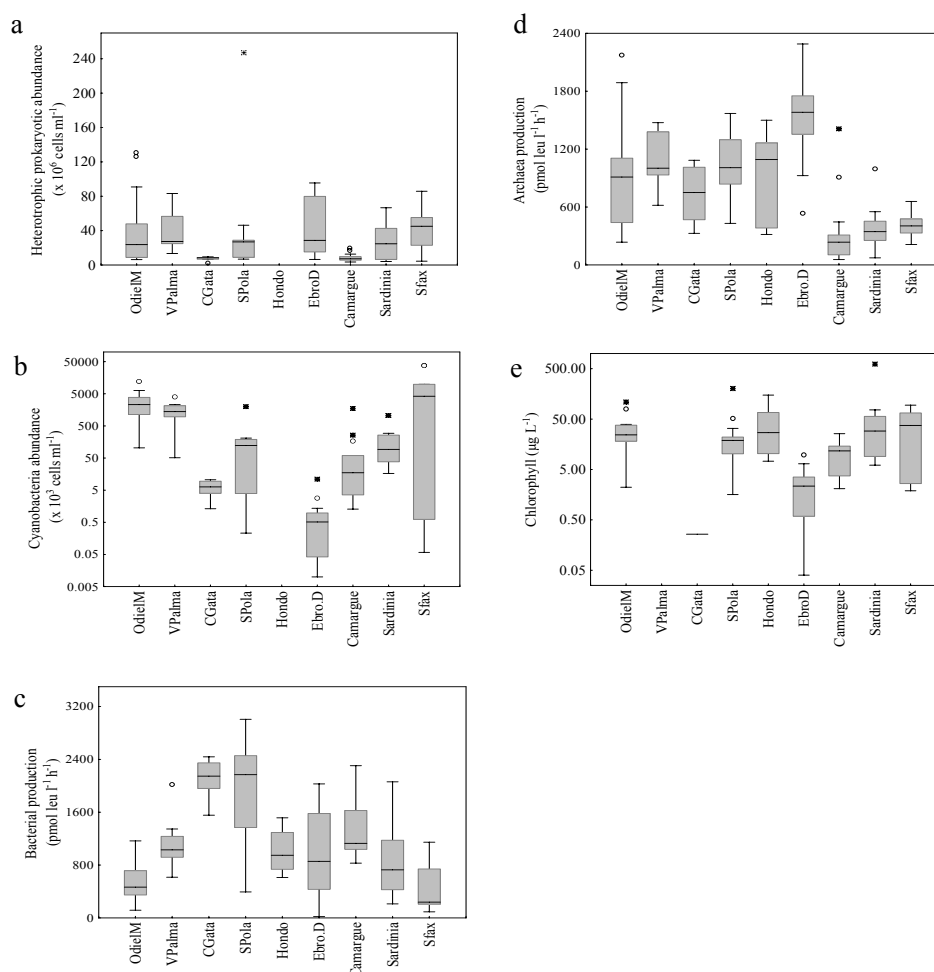 a
Heterotrophic prokaryotic abundance
(x 10⁶ cells ml⁻¹)
240
200
160
120
80
40
0
OdielM
VPalma
CGata
SPola
Hondo
EbroD
Camargue
Sardinia
Sfax
d
Archaea production
(pmol leu l⁻¹ h⁻¹)
2400
1800
1200
600
0
OdielM
VPalma
CGata
SPola
Hondo
Ebro.D
Camargue
Sardinia
Sfax
b
Cyanobacteria abundance
(x 10³ cells ml⁻¹)
50000
5000
500
50
5
0.5
0.05
0.005
OdielM
VPalma
CGata
SPola
Hondo
Ebro.D
Camargue
Sardinia
Sfax
e
Chlorophyll (µg L⁻¹)
500.00
50.00
5.00
0.50
0.05
OdielM
VPalma
CGata
SPola
Hondo
EbroD
Camargue
Sardinia
Sfax
c
Bacterial production
(pmol leu l⁻¹ h⁻¹)
3200
2400
1600
800
0
OdielM
VPalma
CGata
SPola
Hondo
Ebro.D
Camargue
Sardinia
Sfax